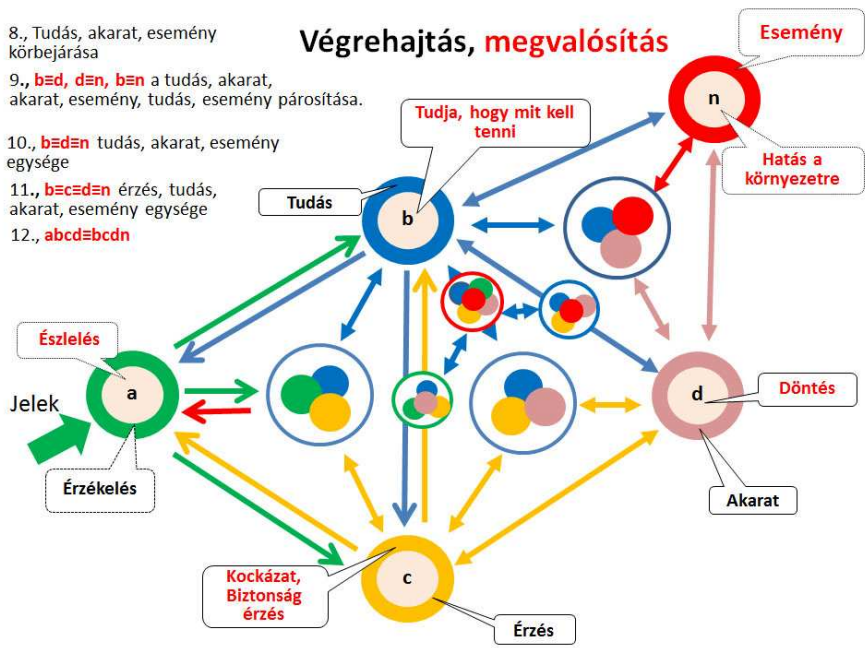 Végrehajtás, megvalósítás
8., Tudás, akarat, esemény
körbejárása
9., b≡d, d≡n, b≡n a tudás, akarat,
akarat, esemény, tudás, esemény párosítása.
10., b≡d≡n tudás, akarat, esemény
egysége
11., b≡c≡d≡n érzés, tudás,
akarat, esemény egysége
12., abcd≡bcdn
Esemény
n
Hatás a
környezetre
Tudja, hogy mit kell
tenni
Tudás
b
Észlelés
a
Jelek
Érzékelés
d
Döntés
Akarat
Kockázat,
Biztonság
érzés
c
Érzés